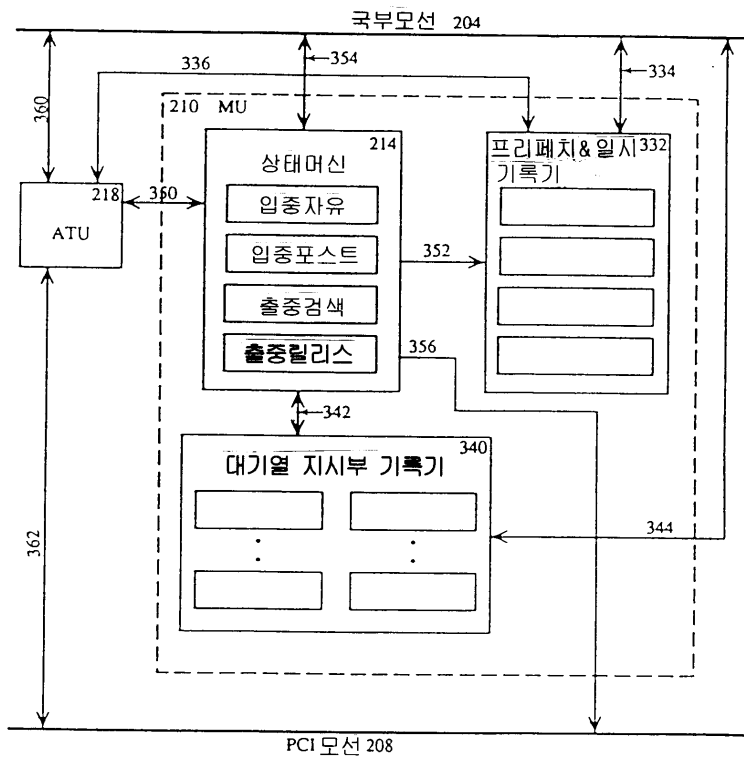 국부모선 204
336
354
334
360
210 MU
214
상태머신
입중자유
입중포스트
출중검색
출중릴리스
프리페치&일시 332
기록기
218
ATU
350
352
356
342
340
대기열 지시부 기록기
344
362
PCI 모선 208